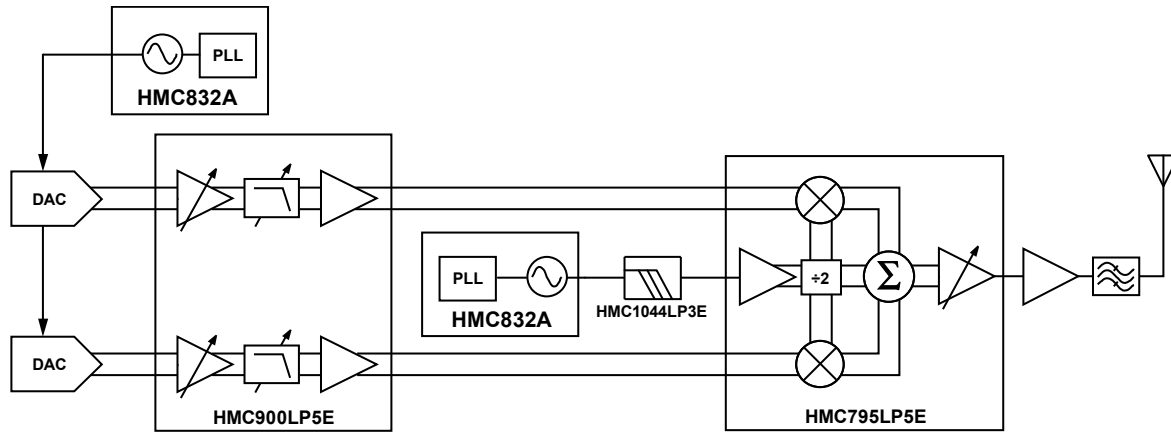 PLL
HMC832A
DAC
PLL
÷2
Σ
HMC832A
HMC1044LP3E
DAC
HMC900LP5E
HMC795LP5E